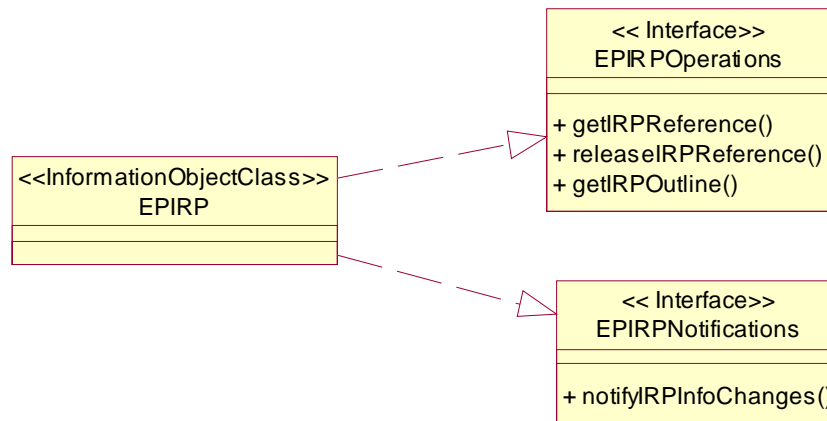 <<InformationObjectClass>>
EPIRP
<< Interface>>
EPIRPOperations
+ getIRPReference()
+ releaseIRPReference()
+ getIRPOutline()
<< Interface>>
EPIRPNotifications
+ notifyIRPInfoChanges()